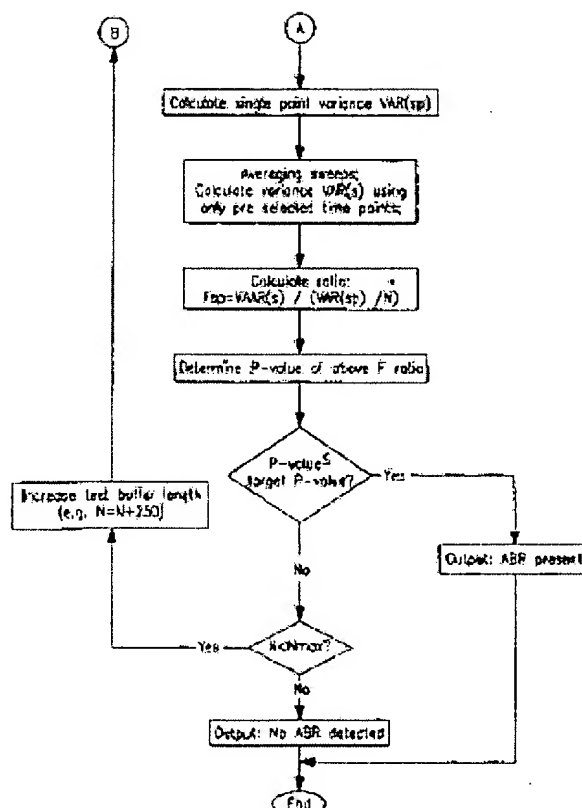 B
A
Calculate single point variance VAR(sp)
Averaging sweeps;
Calculate variance VAR(s) using
only pre selected time points;
Calculate ratio:
Fsp=VAAR(s) / (VAR(sp) /N)
Determine P-value of above F ratio
P-value≤
target P-value?
Yes
Increase test buffer length
(e.g. N=N+250)
Output: ABR present
No
Yes
N<Nmax?
No
Output: No ABR detected
End